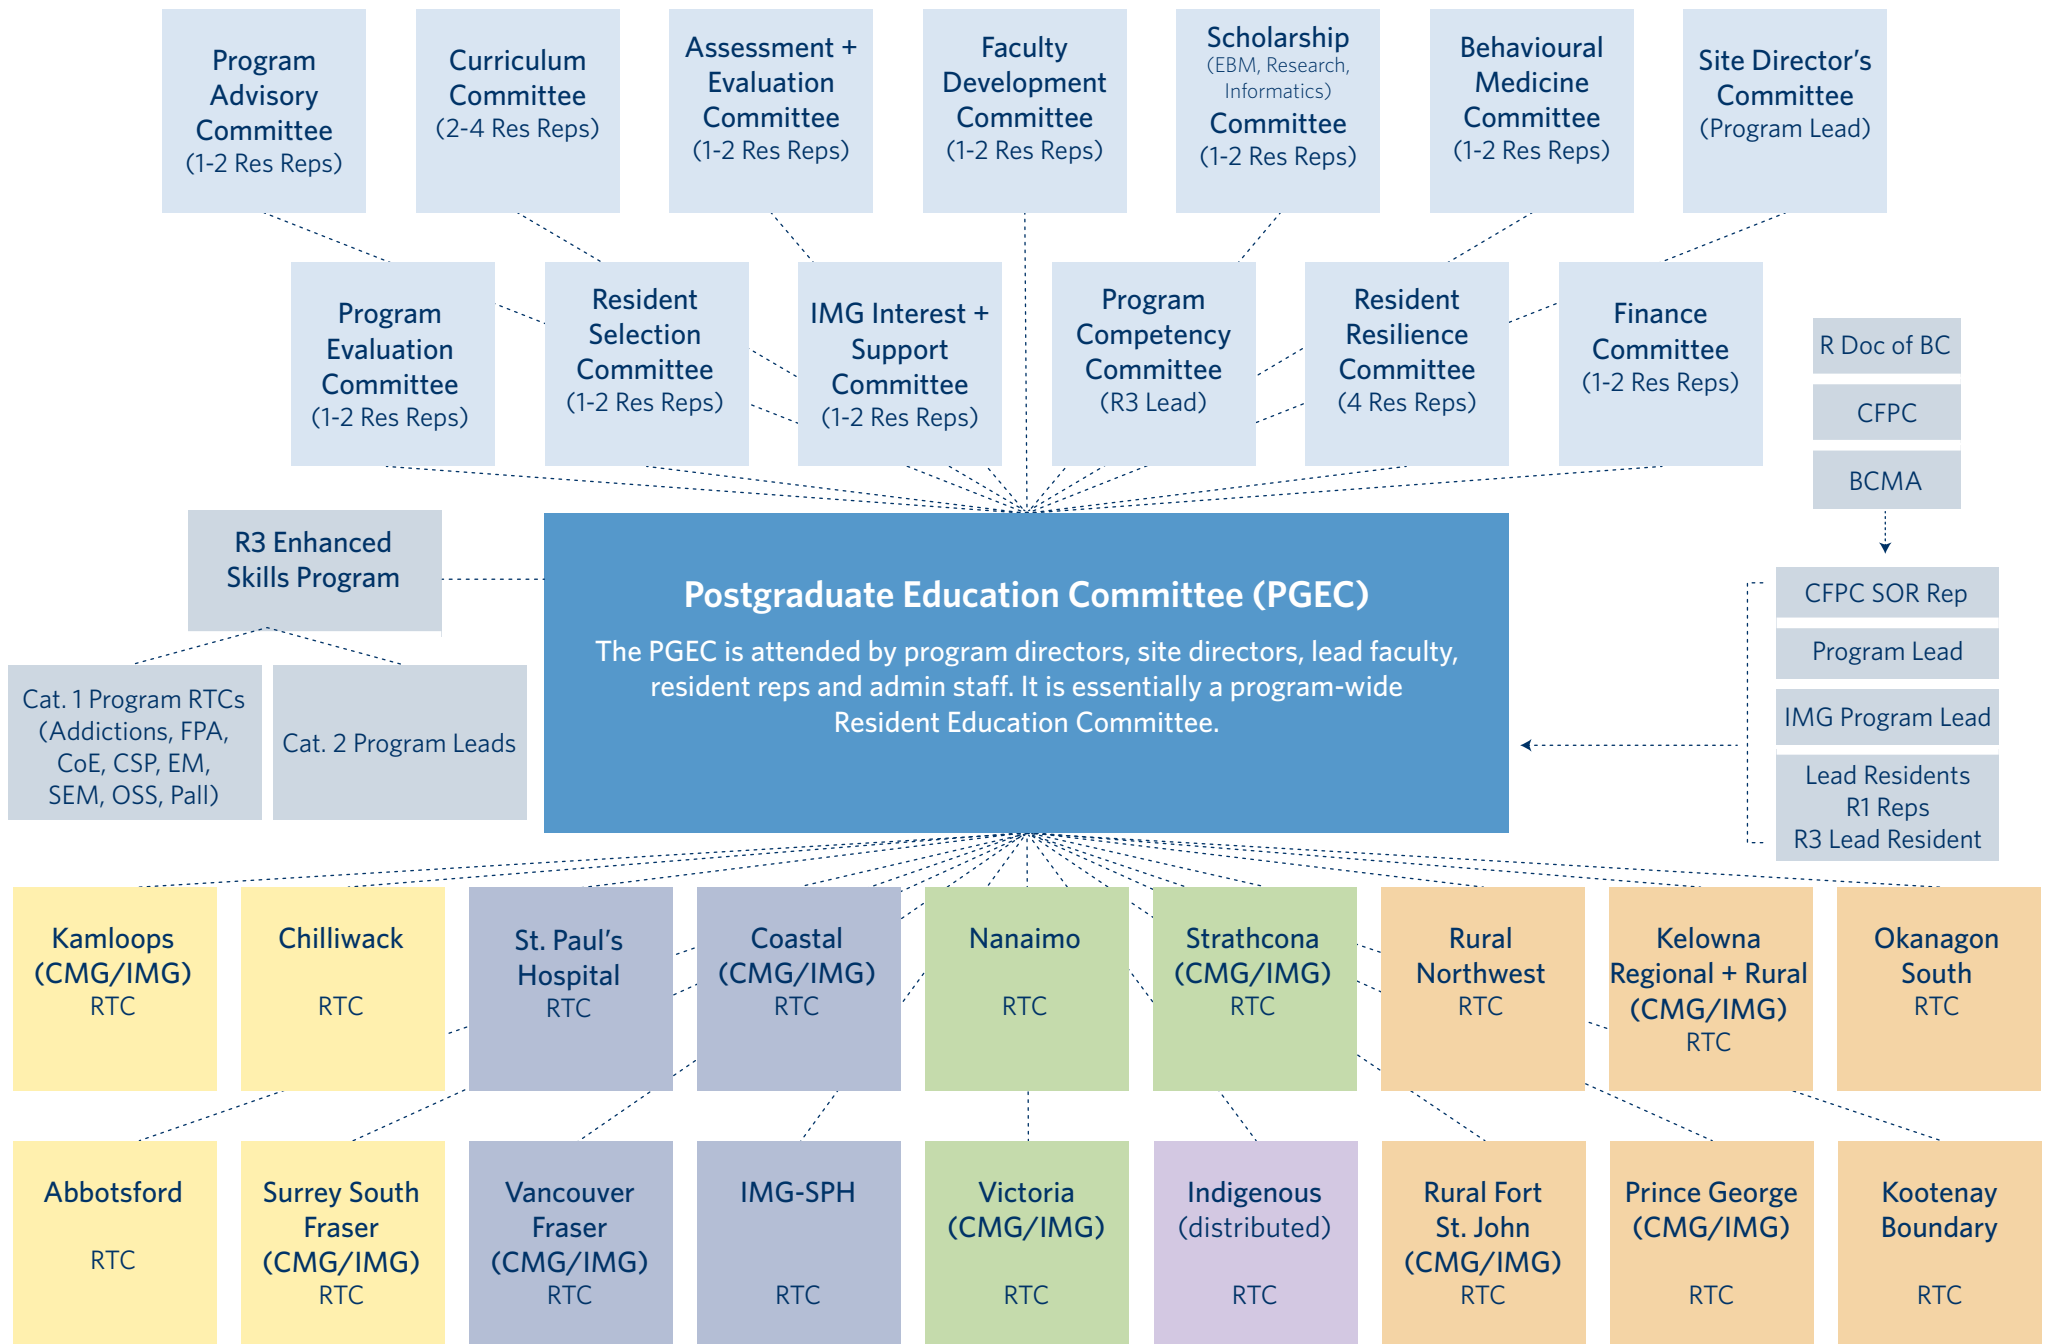 Program
Advisory
Committee
(1-2 Res Reps)
Curriculum
Committee
(2-4 Res Reps)
Assessment +
Evaluation
Committee
(1-2 Res Reps)
Faculty
Development
Committee
(1-2 Res Reps)
Scholarship
(EBM, Research,
Informatics)
Committee
(1-2 Res Reps)
Behavioural
Medicine
Committee
(1-2 Res Reps)
Site Director's
Committee
(Program Lead)
Program
Evaluation
Committee
(1-2 Res Reps)
Resident
Selection
Committee
(1-2 Res Reps)
IMG Interest +
Support
Committee
(1-2 Res Reps)
Program
Competency
Committee
(R3 Lead)
Resident
Resilience
Committee
(4 Res Reps)
Finance
Committee
(1-2 Res Reps)
R Doc of BC
CFPC
BCMA
R3 Enhanced
Skills Program
Cat. 1 Program RTCs
(Addictions, FPA,
CoE, CSP, EM,
SEM, OSS, Pall)
Cat. 2 Program Leads
Postgraduate Education Committee (PGEC)
The PGEC is attended by program directors, site directors, lead faculty,
resident reps and admin staff. It is essentially a program-wide
Resident Education Committee.
CFPC SOR Rep
Program Lead
IMG Program Lead
Lead Residents
R1 Reps
R3 Lead Resident
Kamloops
(CMG/IMG)
RTC
Chilliwack
RTC
St. Paul's
Hospital
RTC
Coastal
(CMG/IMG)
RTC
Nanaimo
RTC
Strathcona
(CMG/IMG)
RTC
Rural
Northwest
RTC
Kelowna
Regional + Rural
(CMG/IMG)
RTC
Okanagon
South
RTC
Abbotsford
RTC
Surrey South
Fraser
(CMG/IMG)
RTC
Vancouver
Fraser
(CMG/IMG)
RTC
IMG-SPH
RTC
Victoria
(CMG/IMG)
RTC
Indigenous
(distributed)
RTC
Rural Fort
St. John
(CMG/IMG)
RTC
Prince George
(CMG/IMG)
RTC
Kootenay
Boundary
RTC